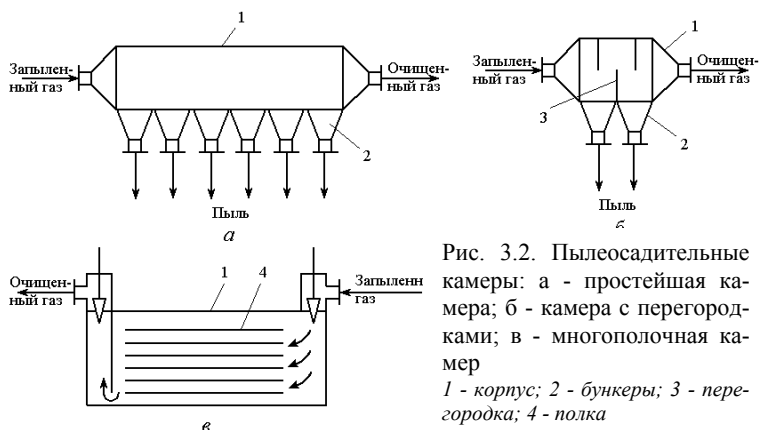 1
Запылен-
ный газ
Очищен-
ный газ
2
Пыль
а
1
Запылен-
ный газ
Очищен-
ный газ
3
2
Пыль
б
Очищен-
ный газ
1
4
Запыленн
газ
в
Рис. 3.2. Пылеосадительные
камеры: а - простейшая ка-
мера; б - камера с перегород-
ками; в - многополочная ка-
мер
1 - корпус; 2 - бункеры; 3 - пере-
городка; 4 - полка